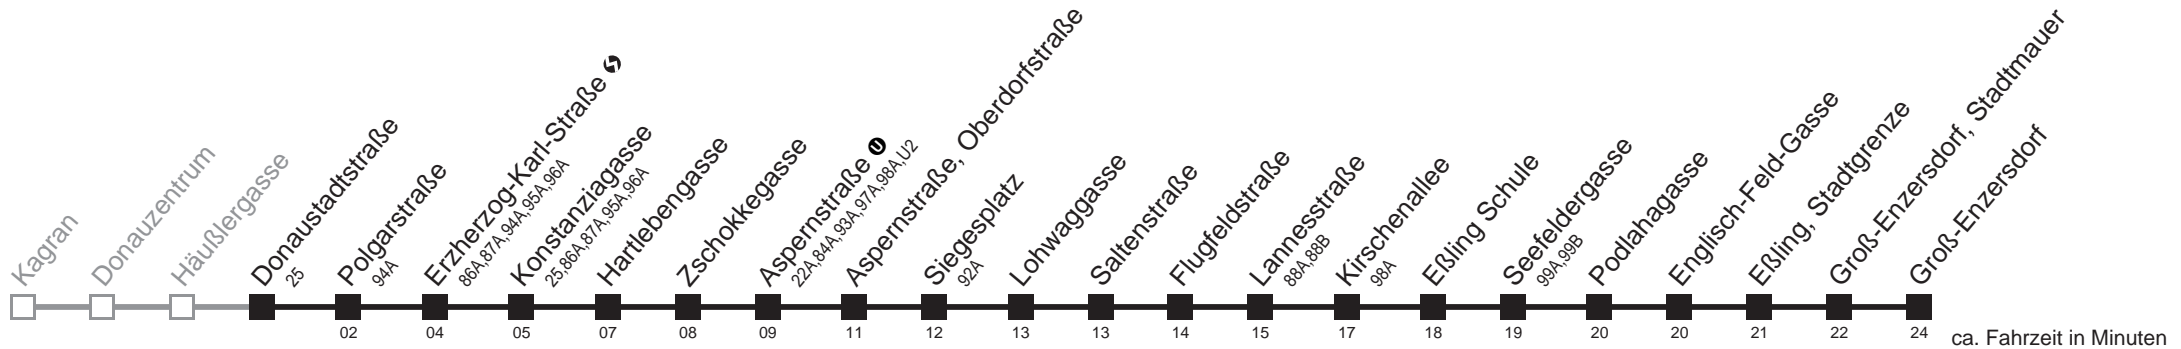 Kagran
Donauzentrum
Häußlergasse
Donaustadtstraße
25
Polgarstraße
94A
Erzherzog-Karl-Straße
86A,87A,94A,95A,96A
Konstanziagasse
25,86A,87A,95A,96A
Hartlebengasse
Zschokkegasse
Aspernstraße U
22A,84A,93A,97A,98A,U2
Aspernstraße, Oberdorfstraße
Siegesplatz
92A
Lohwaggasse
Saltenstraße
Flugfeldstraße
Lannesstraße
88A,88B
Kirschenallee
98A
Eßling Schule
Seefeldergasse
99A,99B
Podlahagasse
Englisch-Feld-Gasse
Eßling, Stadtgrenze
Groß-Enzersdorf, Stadtmauer
Groß-Enzersdorf
02 04 05 07 08 09 11 12 13 13 14 15 17 18 19 20 20 21 22 24 ca. Fahrzeit in Minuten